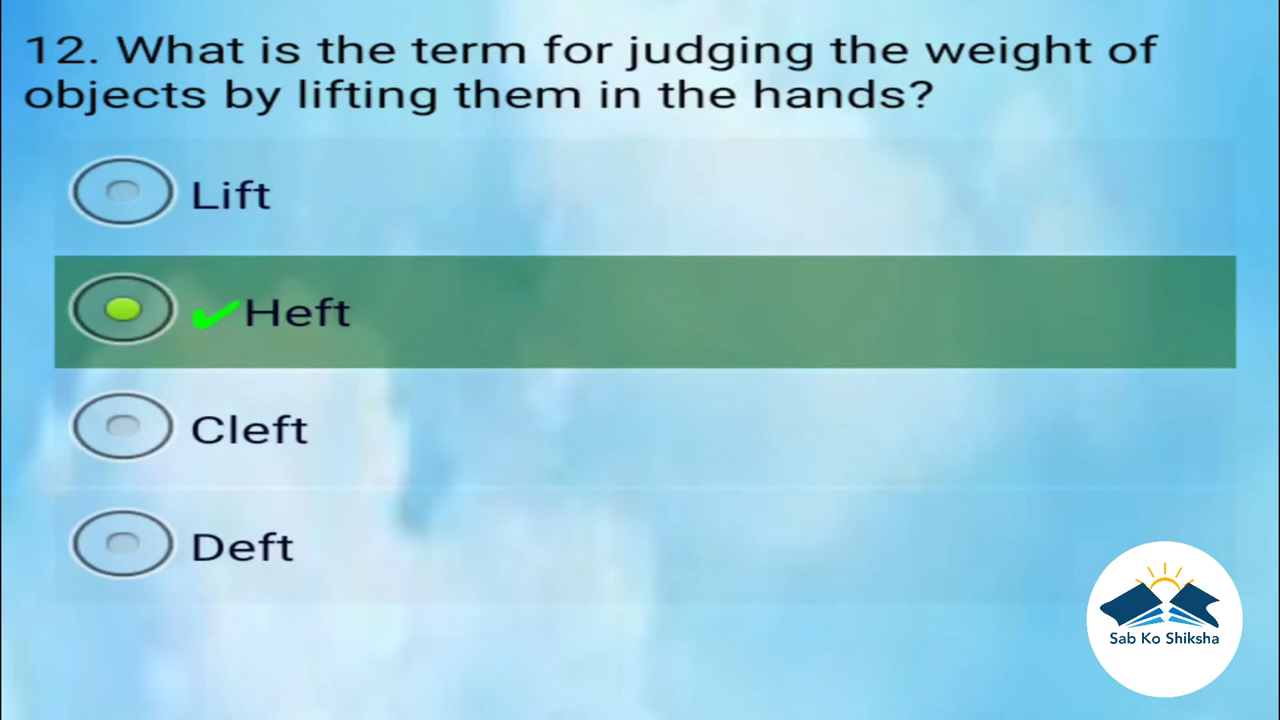 12. What is the term for judging the weight of
objects by lifting them in the hands?
Lift
✔Heft
Cleft
Deft
Sab Ko Shiksha